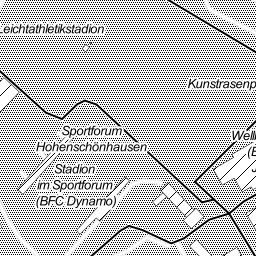 Leichtathletikstadion
Kunstrasenp
Sportforum
Hohenschönhausen
Well
(B
J
Stadion
im Sportforum
(BFC Dynamo)